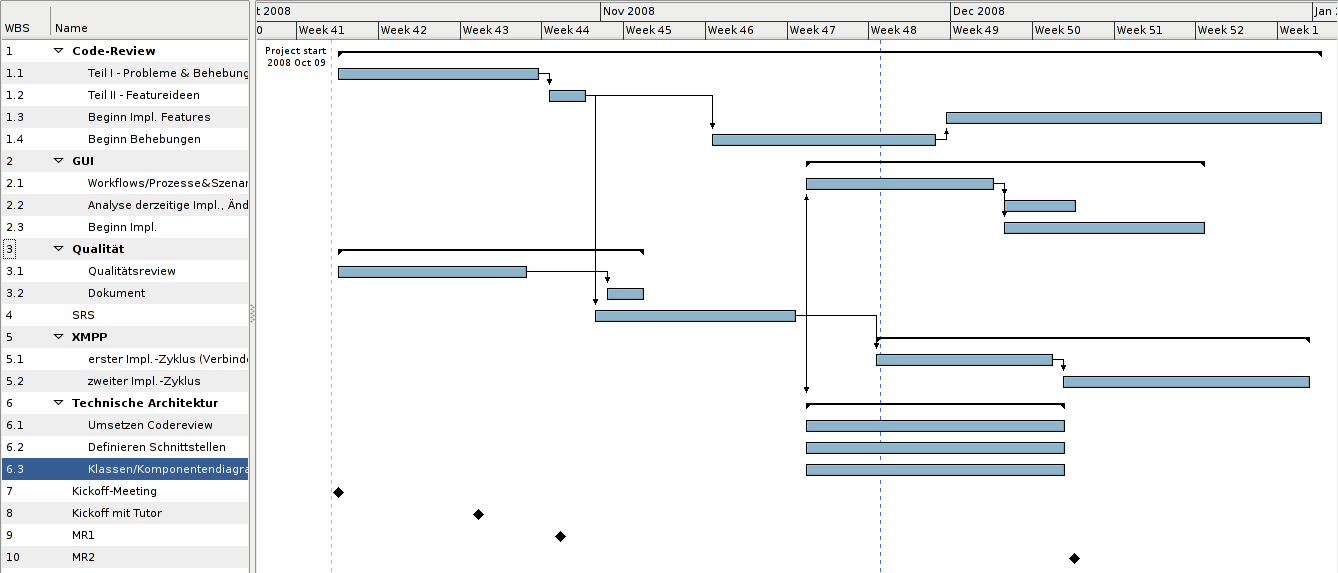 t 2008 Nov 2008 Dec 2008 Jan 2
WBS Name 0 Week 41 Week 42 Week 43 Week 44 Week 45 Week 46 Week 47 Week 48 Week 49 Week 50 Week 51 Week 52 Week 1
Project start
2008 Oct 09
1 Code-Review
1.1 Teil I - Probleme & Behebung
1.2 Teil II - Featureideen
1.3 Beginn Impl. Features
1.4 Beginn Behebungen
2 GUI
2.1 Workflows/Prozesse&Szenar
2.2 Analyse derzeitige Impl., Änd
2.3 Beginn Impl.
3 Qualität
3.1 Qualitätsreview
3.2 Dokument
4 SRS
5 XMPP
5.1 erster Impl.-Zyklus (Verbind
5.2 zweiter Impl.-Zyklus
6 Technische Architektur
6.1 Umsetzen Codereview
6.2 Definieren Schnittstellen
6.3 Klassen/Komponentendiagra
7 Kickoff-Meeting
8 Kickoff mit Tutor
9 MR1
10 MR2